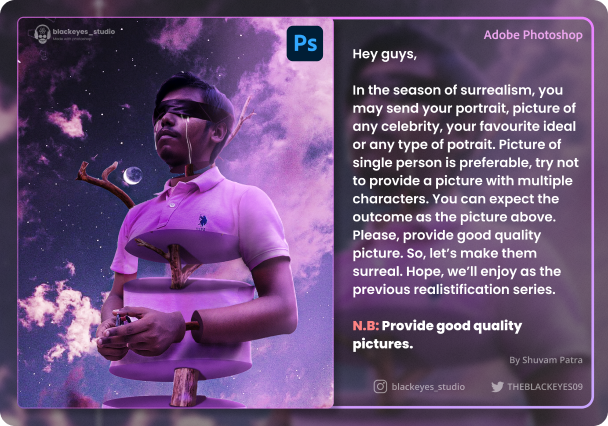 blackeyes_studio
Made with photoshop
Ps
Adobe Photoshop
Hey guys,
In the season of surrealism, you
may send your portrait, picture of
any celebrity, your favourite ideal
or any type of potrait. Picture of
single person is preferable, try not
to provide a picture with multiple
characters. You can expect the
outcome as the picture above.
Please, provide good quality
picture. So, let's make them
surreal. Hope, we'll enjoy as the
previous realistification series.
N.B: Provide good quality
pictures.
By Shuvam Patra
blackeyes_studio
THEBLACKEYES09